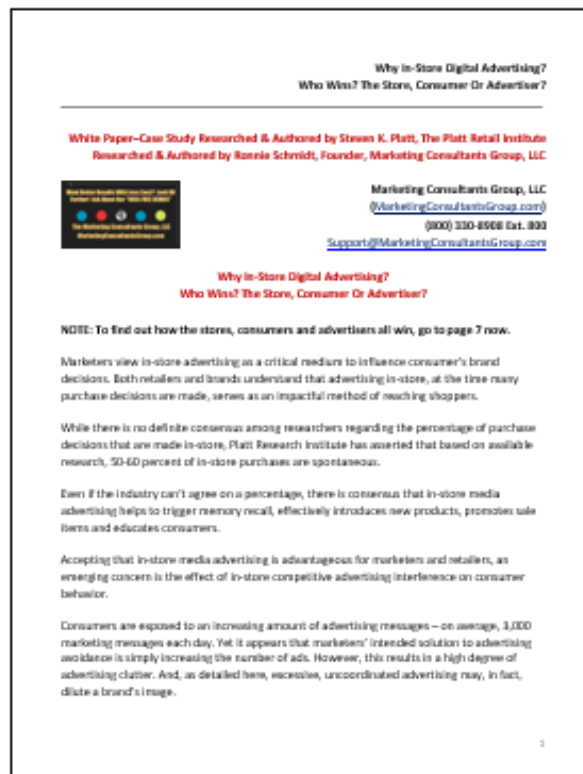 Why In-Store Digital Advertising?
Who Wins? The Store, Consumer Or Advertiser?
White Paper–Case Study Researched & Authored by Steven K. Platt, The Platt Retail Institute
Researched & Authored by Ronnie Schmidt, Founder, Marketing Consultants Group, LLC
Marketing Consultants Group, LLC
(MarketingConsultantsGroup.com)
(800) 330-8908 Ext. 800
Support@MarketingConsultantsGroup.com
The Marketing Consultants Group, LLC
MarketingConsultantsGroup.com
Why In-Store Digital Advertising?
Who Wins? The Store, Consumer Or Advertiser?
NOTE: To find out how the stores, consumers and advertisers all win, go to page 7 now.
Marketers view in-store advertising as a critical medium to influence consumer's brand
decisions. Both retailers and brands understand that advertising in-store, at the time many
purchase decisions are made, serves as an impactful method of reaching shoppers.
While there is no definite consensus among researchers regarding the percentage of purchase
decisions that are made in-store, Platt Research Institute has asserted that based on available
research, 50-60 percent of in-store purchases are spontaneous.
Even if the industry can't agree on a percentage, there is consensus that in-store media
advertising helps to trigger memory recall, effectively introduces new products, promotes sale
items and educates consumers.
Accepting that in-store media advertising is advantageous for marketers and retailers, an
emerging concern is the effect of in-store competitive advertising interference on consumer
behavior.
Consumers are exposed to an increasing amount of advertising messages – on average, 3,000
marketing messages each day. Yet it appears that marketers' intended solution to advertising
avoidance is simply increasing the number of ads. However, this results in a high degree of
advertising clutter. And, as detailed here, excessive, uncoordinated advertising may, in fact,
dilute a brand's image.
1